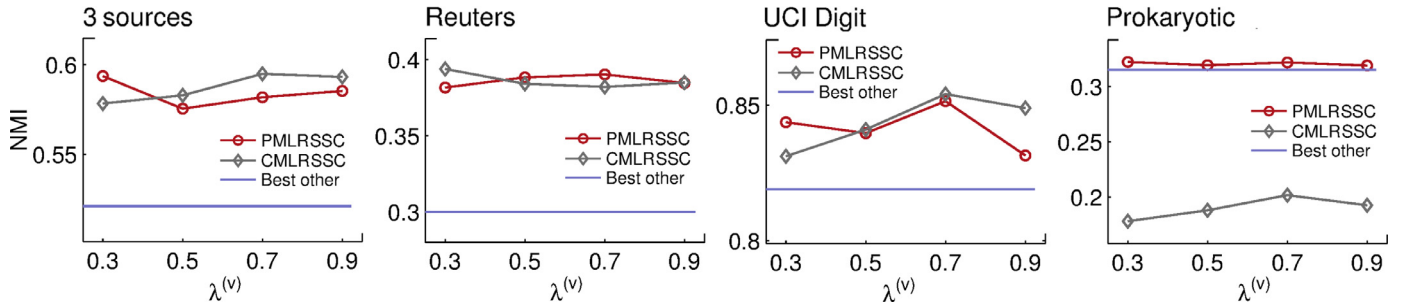 3 sources
NMI
0.6
0.55
PMLRSSC
CMLRSSC
Best other
0.3 0.5 0.7 0.9
λ(v)
Reuters
0.4
0.35
0.3
PMLRSSC
CMLRSSC
Best other
0.3 0.5 0.7 0.9
λ(v)
UCI Digit
PMLRSSC
CMLRSSC
Best other
0.85
0.8
0.3 0.5 0.7 0.9
λ(v)
Prokaryotic
0.3
0.25
0.2
PMLRSSC
CMLRSSC
Best other
0.3 0.5 0.7 0.9
λ(v)